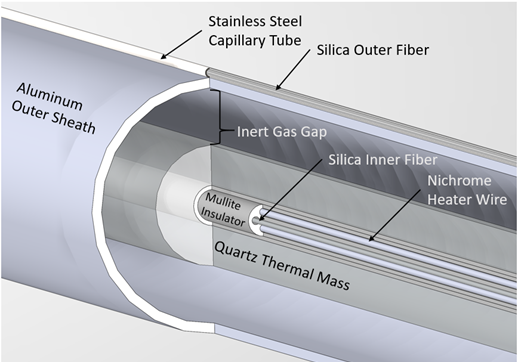 Stainless Steel
Capillary Tube
Silica Outer Fiber
Aluminum
Outer Sheath
Inert Gas Gap
Silica Inner Fiber
Nichrome
Heater Wire
Mullite
Insulator
Quartz Thermal Mass